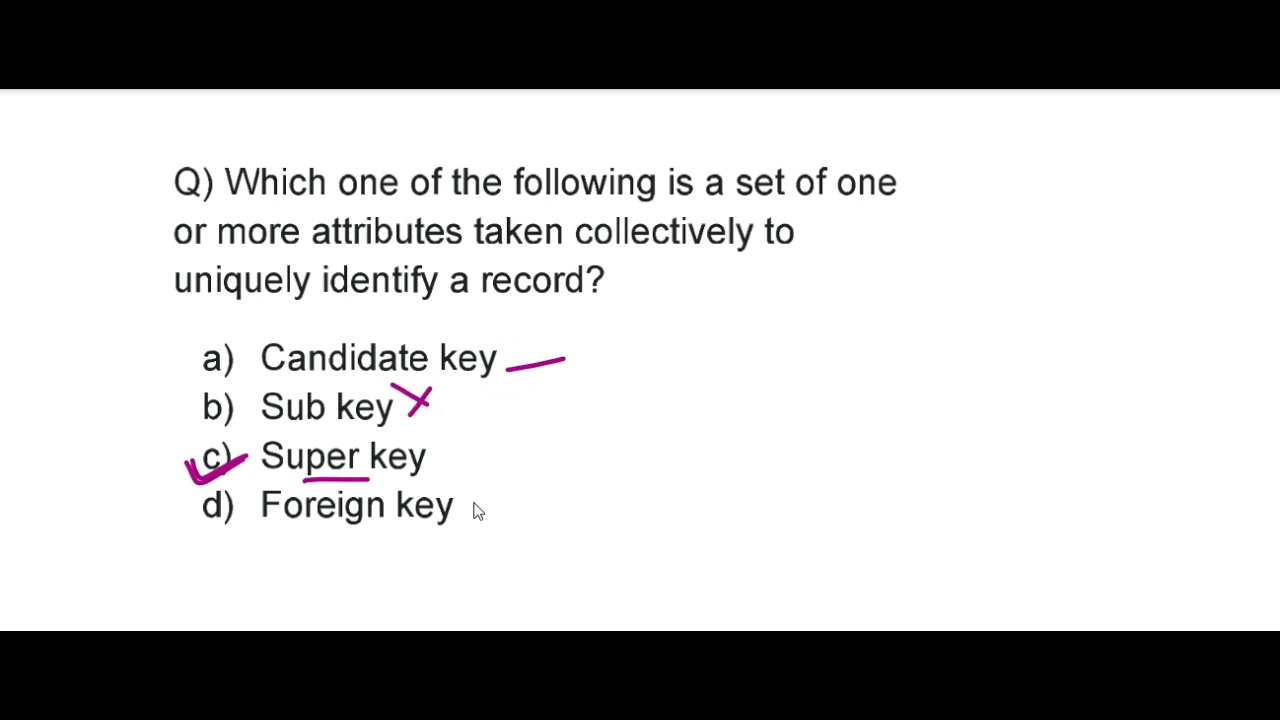 Q) Which one of the following is a set of one
or more attributes taken collectively to
uniquely identify a record?
a) Candidate key
b) Sub key
c) Super key
d) Foreign key